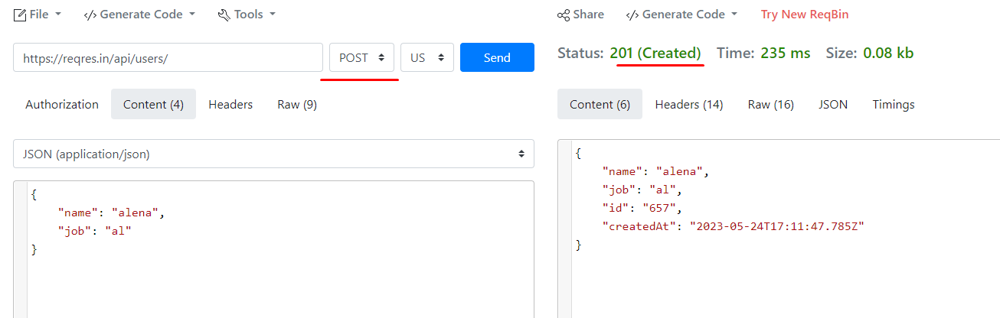 File Generate Code Tools
https://reqres.in/api/users/ POST US Send
Authorization Content (4) Headers Raw (9)
JSON (application/json)
{
"name": "alena",
"job": "al"
}
Share Generate Code Try New ReqBin
Status: 201 (Created) Time: 235 ms Size: 0.08 kb
Content (6) Headers (14) Raw (16) JSON Timings
{
"name": "alena",
"job": "al",
"id": "657",
"createdAt": "2023-05-24T17:11:47.785Z"
}